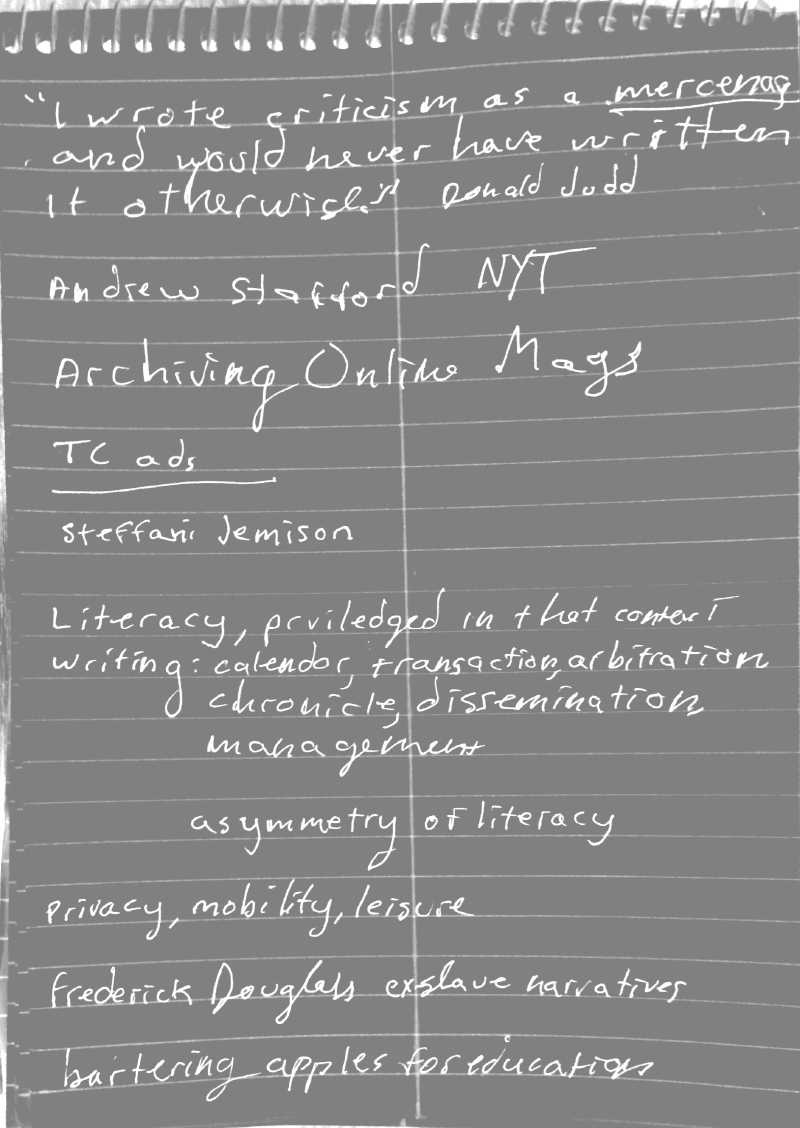 "I wrote criticism as a mercenary
and would never have written
it otherwise." Donald Judd
Andrew Stafford NYT
Archiving Online Mags
TC ads
Steffani Jemison
Literacy, priviledged in that context
writing: calendar, transaction, arbitration
chronicle, dissemination
management
asymmetry of literacy
privacy, mobility, leisure
Frederick Douglass exslave narratives
bartering apples for education